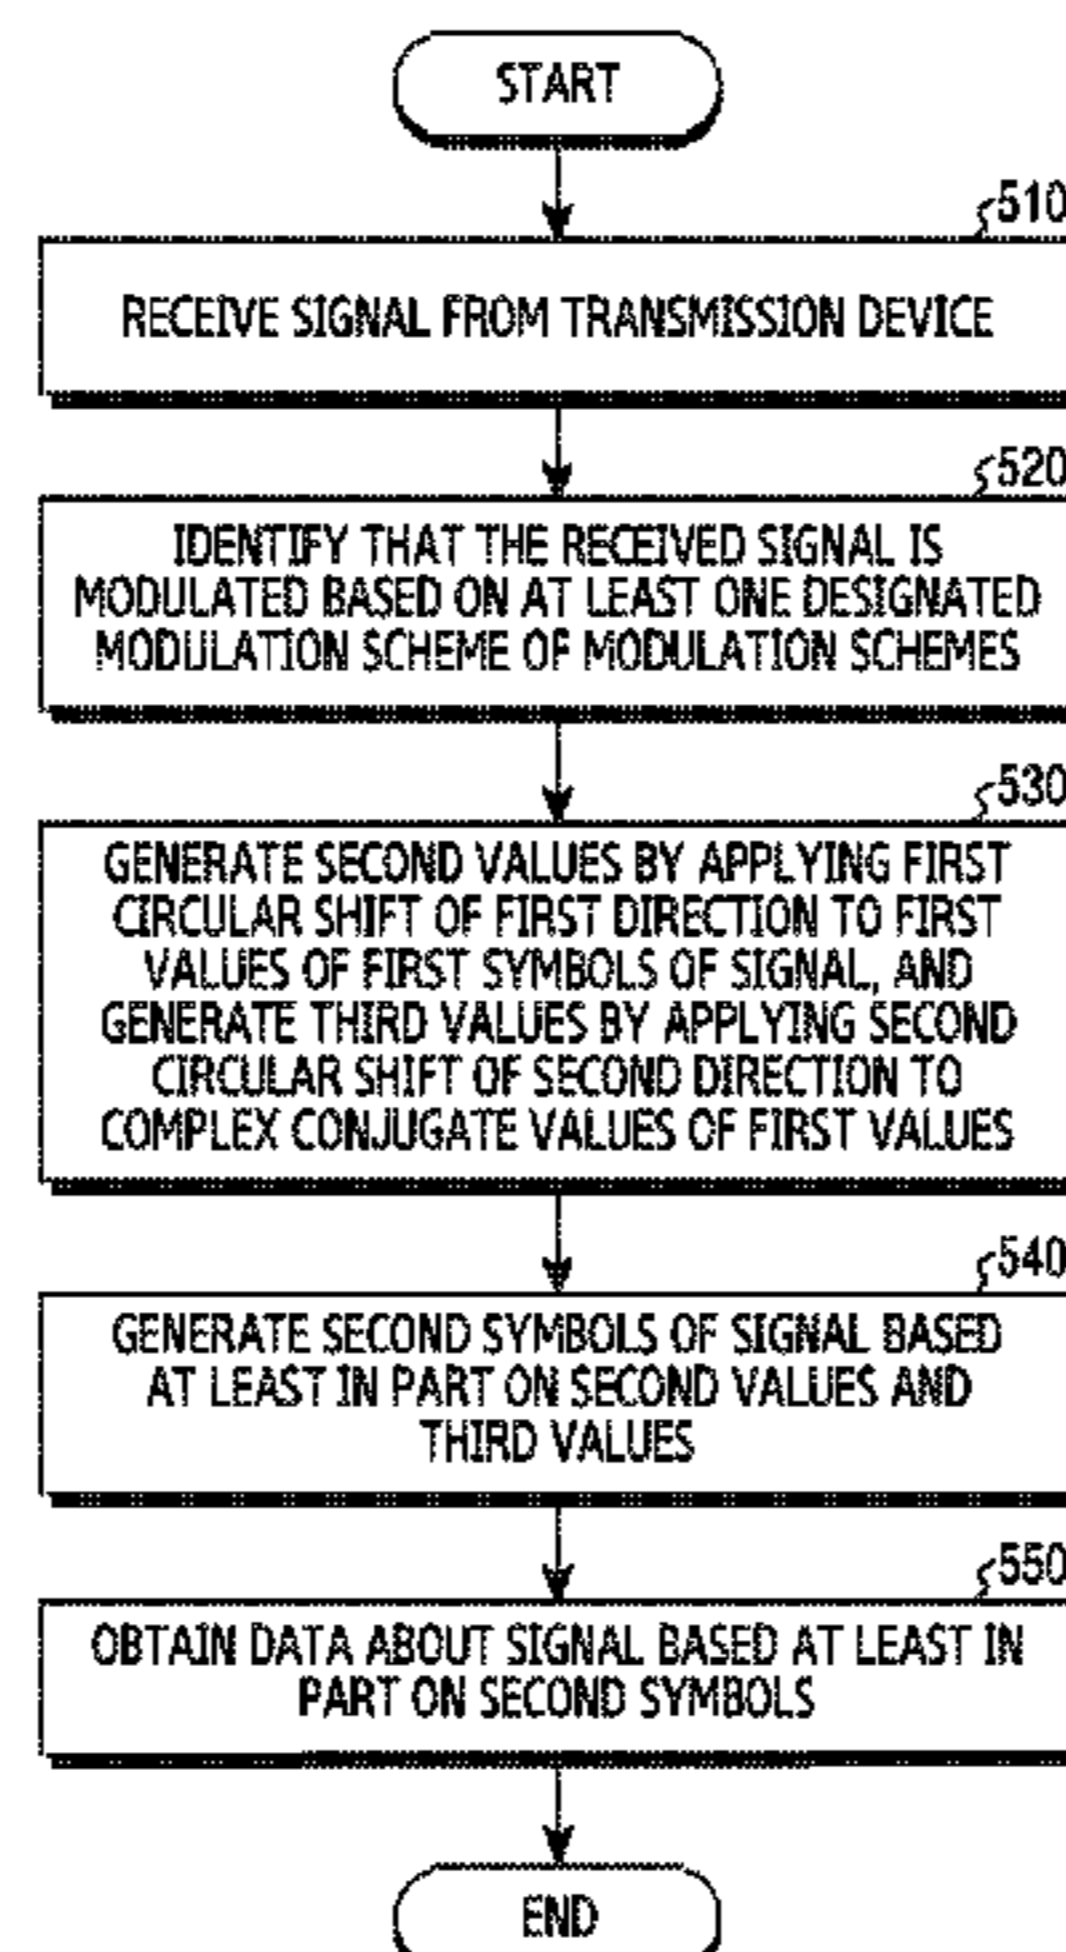 START
510
RECEIVE SIGNAL FROM TRANSMISSION DEVICE
520
IDENTIFY THAT THE RECEIVED SIGNAL IS
MODULATED BASED ON AT LEAST ONE DESIGNATED
MODULATION SCHEME OF MODULATION SCHEMES
530
GENERATE SECOND VALUES BY APPLYING FIRST
CIRCULAR SHIFT OF FIRST DIRECTION TO FIRST
VALUES OF FIRST SYMBOLS OF SIGNAL, AND
GENERATE THIRD VALUES BY APPLYING SECOND
CIRCULAR SHIFT OF SECOND DIRECTION TO
COMPLEX CONJUGATE VALUES OF FIRST VALUES
540
GENERATE SECOND SYMBOLS OF SIGNAL BASED
AT LEAST IN PART ON SECOND VALUES AND
THIRD VALUES
550
OBTAIN DATA ABOUT SIGNAL BASED AT LEAST IN
PART ON SECOND SYMBOLS
END